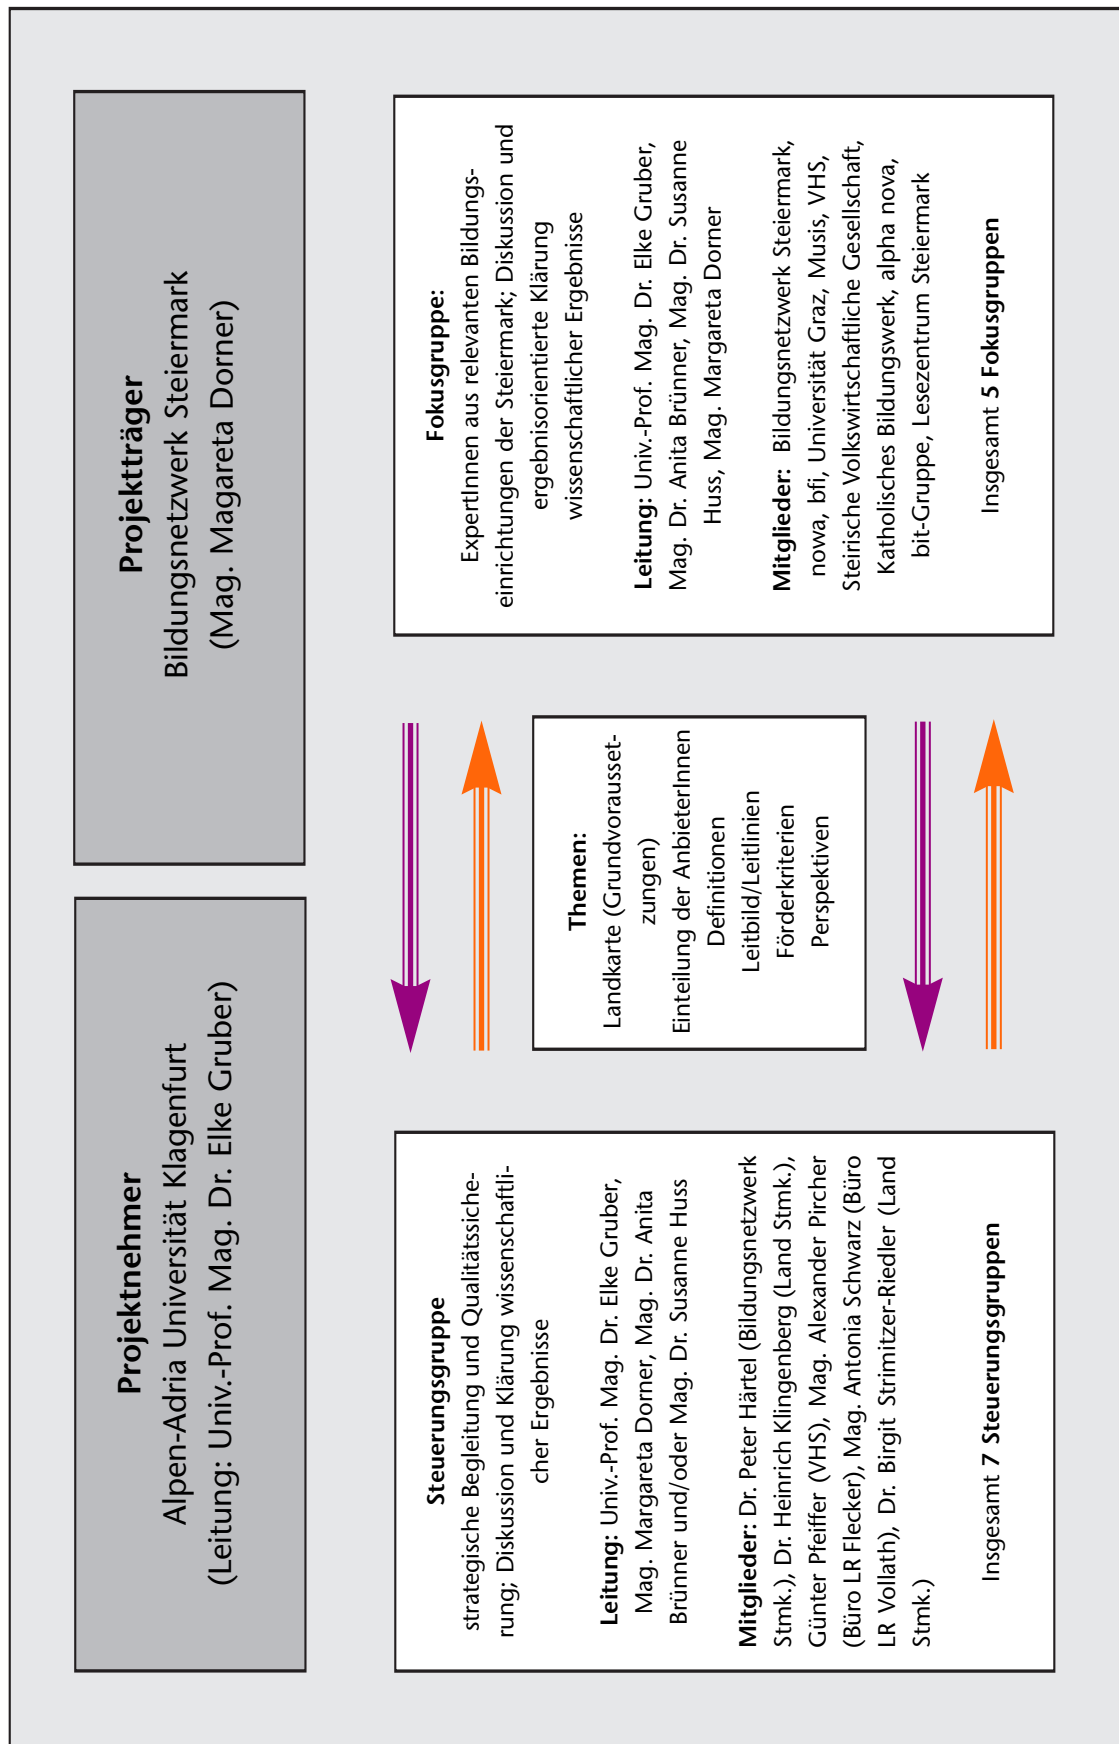 Projektnehmer
Alpen-Adria Universität Klagenfurt
(Leitung: Univ.-Prof. Mag. Dr. Elke Gruber)
Projektträger
Bildungsnetzwerk Steiermark
(Mag. Magareta Dorner)
Steuerungsgruppe
strategische Begleitung und Qualitätssiche-
rung; Diskussion und Klärung wissenschaftli-
cher Ergebnisse
Leitung: Univ.-Prof. Mag. Dr. Elke Gruber,
Mag. Margareta Dorner, Mag. Dr. Anita
Brünner und/oder Mag. Dr. Susanne Huss
Mitglieder: Dr. Peter Härtel (Bildungsnetzwerk
Stmk.), Dr. Heinrich Klingenberg (Land Stmk.),
Günter Pfeiffer (VHS), Mag. Alexander Pircher
(Büro LR Flecker), Mag. Antonia Schwarz (Büro
LR Vollath), Dr. Birgit Strimitzer-Riedler (Land
Stmk.)
Insgesamt 7 Steuerungsgruppen
Themen:
Landkarte (Grundvorausset-
zungen)
Einteilung der AnbieterInnen
Definitionen
Leitbild/Leitlinien
Förderkriterien
Perspektiven
Fokusgruppe:
ExpertInnen aus relevanten Bildungs-
einrichtungen der Steiermark; Diskussion und
ergebnisorientierte Klärung
wissenschaftlicher Ergebnisse
Leitung: Univ.-Prof. Mag. Dr. Elke Gruber,
Mag. Dr. Anita Brünner, Mag. Dr. Susanne
Huss, Mag. Margareta Dorner
Mitglieder: Bildungsnetzwerk Steiermark,
nowa, bfi, Universität Graz, Musis, VHS,
Steirische Volkswirtschaftliche Gesellschaft,
Katholisches Bildungswerk, alpha nova,
bit-Gruppe, Lesezentrum Steiermark
Insgesamt 5 Fokusgruppen